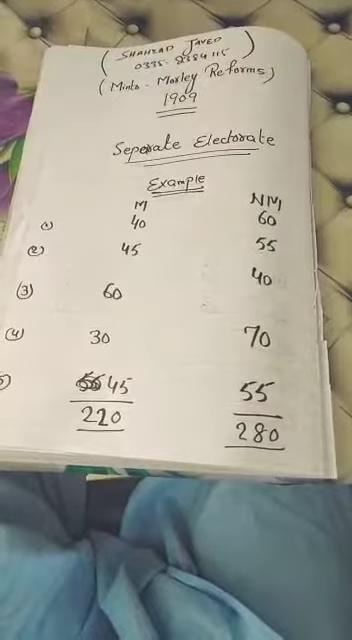 ( SHAHZAD JAVED )
0335-8384115
(Minto - Morley Reforms)
1909
Seperate Electorate
Example
M NM
(1) 40 60
(2) 45 55
(3) 60 40
(4) 30 70
5) 45 55
220 280